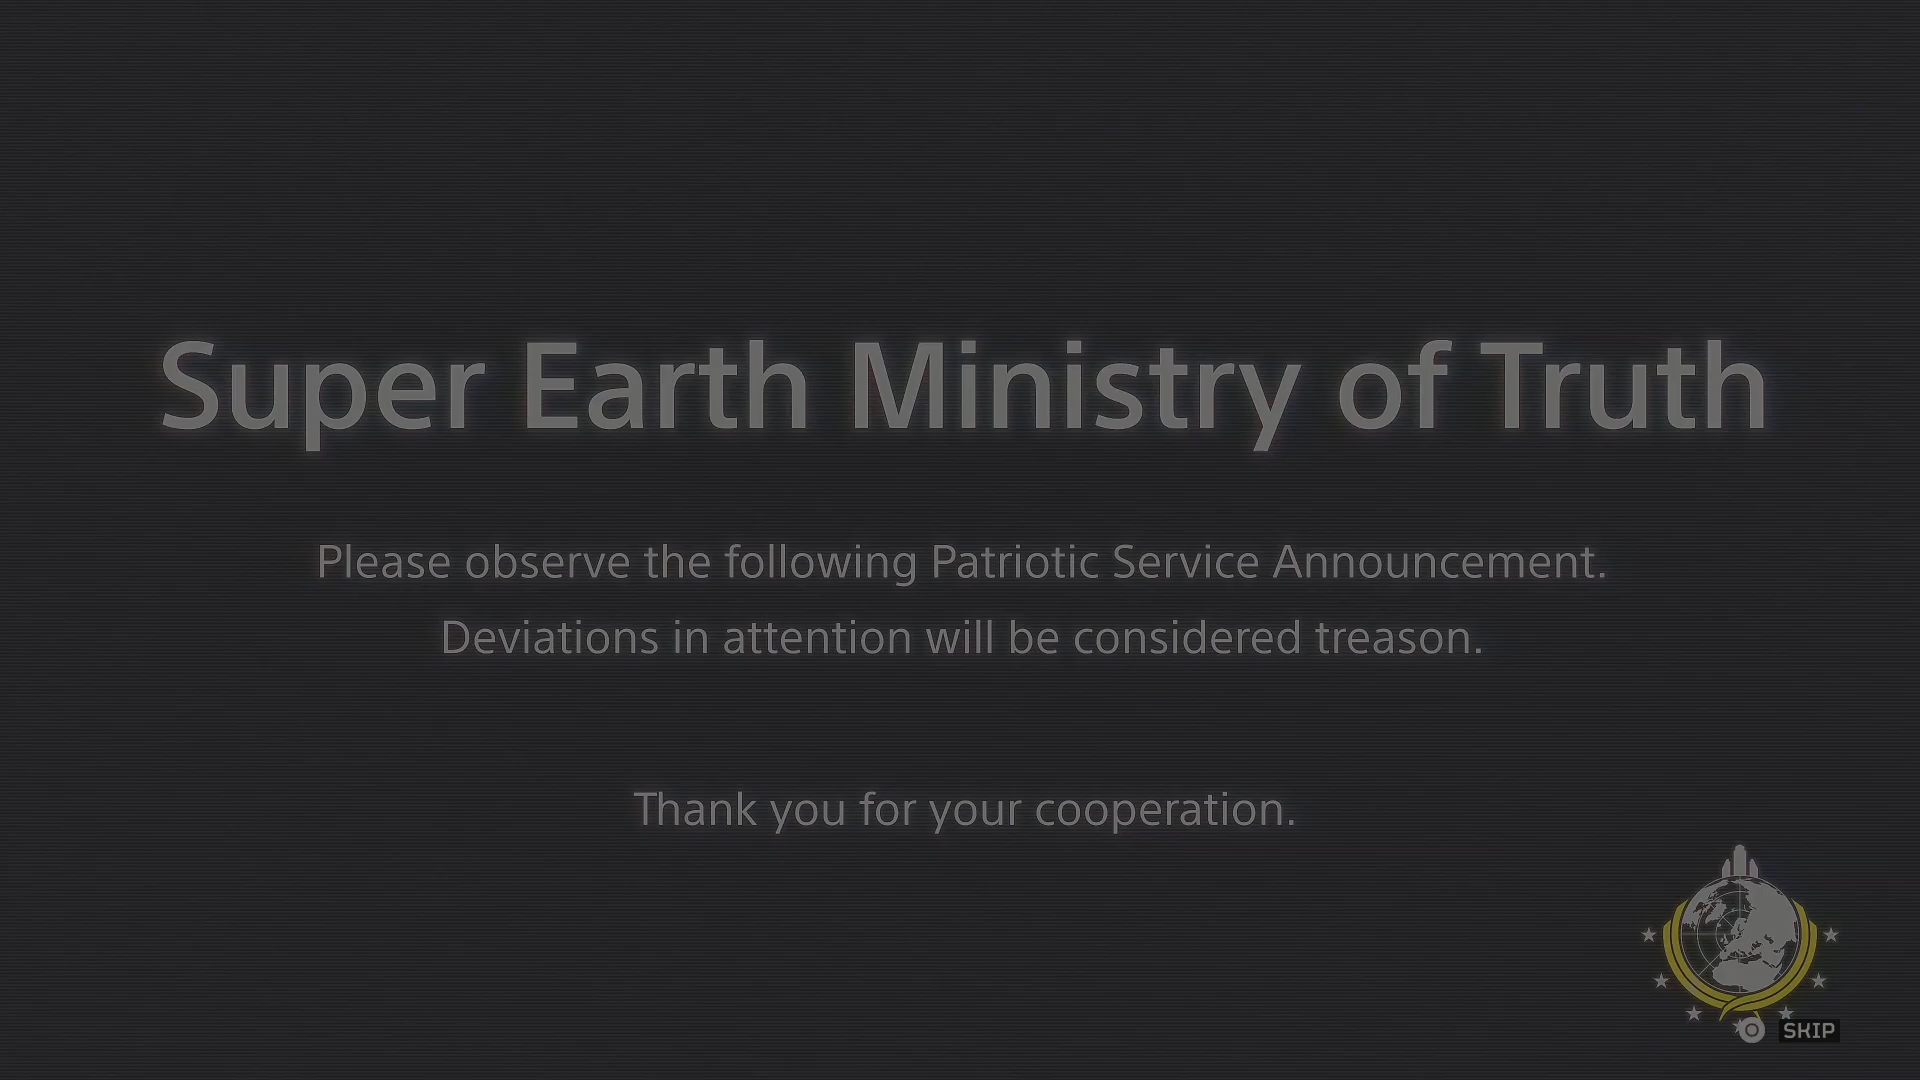 Super Earth Ministry of Truth
Please observe the following Patriotic Service Announcement.
Deviations in attention will be considered treason.
Thank you for your cooperation.
SKIP